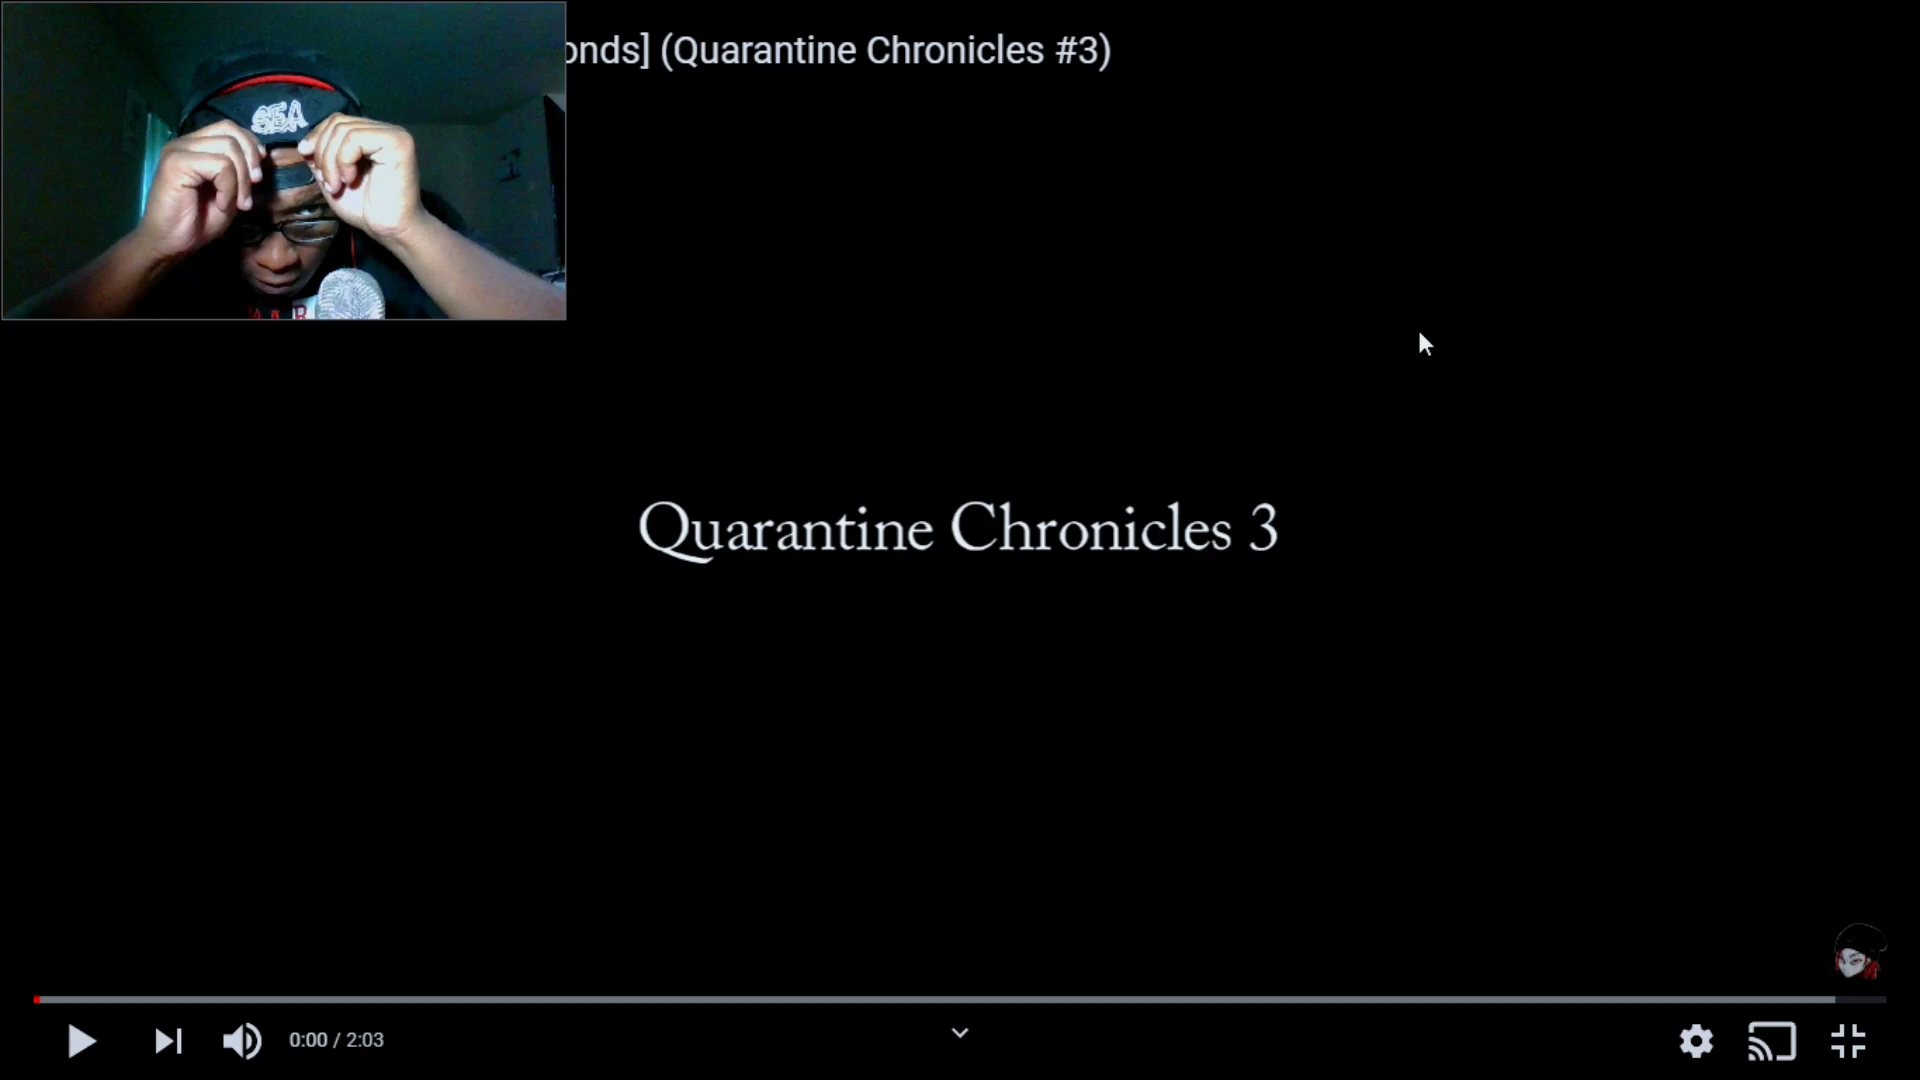 onds] (Quarantine Chronicles #3)
SEA
Quarantine Chronicles 3
0:00 / 2:03